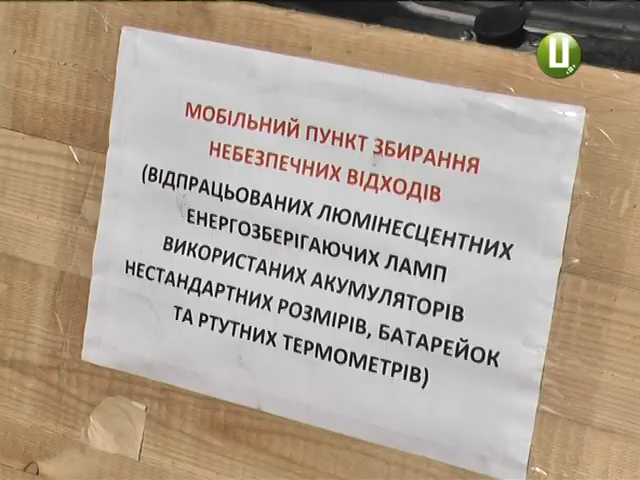 Ц
МОБІЛЬНИЙ ПУНКТ ЗБИРАННЯ
НЕБЕЗПЕЧНИХ ВІДХОДІВ
(ВІДПРАЦЬОВАНИХ ЛЮМІНЕСЦЕНТНИХ
ЕНЕРГОЗБЕРІГАЮЧИХ ЛАМП
ВИКОРИСТАНИХ АКУМУЛЯТОРІВ
НЕСТАНДАРТНИХ РОЗМІРІВ, БАТАРЕЙОК
ТА РТУТНИХ ТЕРМОМЕТРІВ)